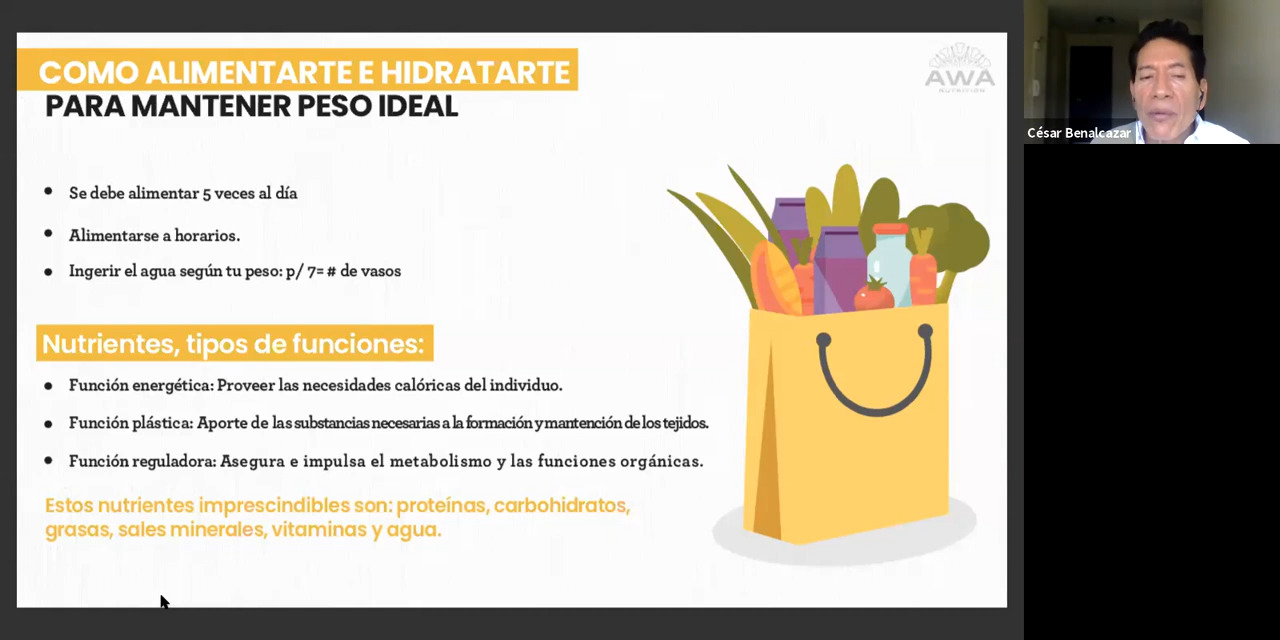 COMO ALIMENTARTE E HIDRATARTE
PARA MANTENER PESO IDEAL
AWA
NUTRICIÓN
César Benalcazar
• Se debe alimentar 5 veces al día
• Alimentarse a horarios.
• Ingerir el agua según tu peso: p/ 7= # de vasos
Nutrientes, tipos de funciones:
• Función energética: Proveer las necesidades calóricas del individuo.
• Función plástica: Aporte de las substancias necesarias a la formación y mantención de los tejidos.
• Función reguladora: Asegura e impulsa el metabolismo y las funciones orgánicas.
Estos nutrientes imprescindibles son: proteínas, carbohidratos,
grasas, sales minerales, vitaminas y agua.